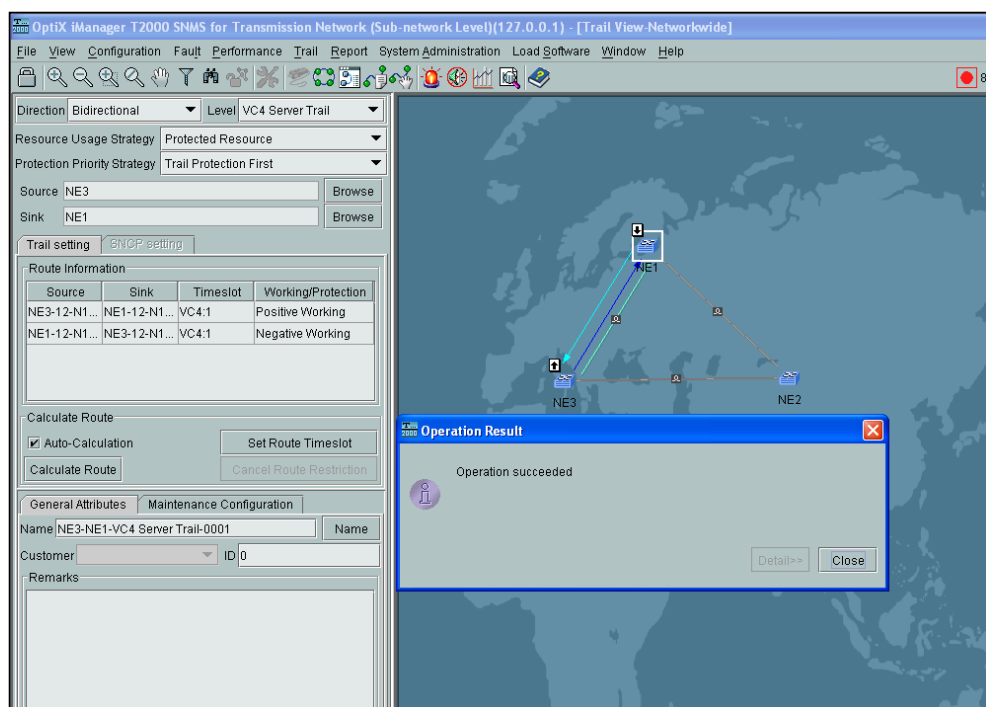 OptiX iManager T2000 SNMS for Transmission Network (Sub-network Level)(127.0.0.1) - [Trail View-Networkwide]
File View Configuration Fault Performance Trail Report System Administration Load Software Window Help
8
Direction Bidirectional Level VC4 Server Trail
Resource Usage Strategy Protected Resource
Protection Priority Strategy Trail Protection First
Source NE3 Browse
Sink NE1 Browse
Trail setting SNCP setting
Route Information
Source Sink Timeslot Working/Protection
NE3-12-N1... NE1-12-N1... VC4:1 Positive Working
NE1-12-N1... NE3-12-N1... VC4:1 Negative Working
Calculate Route
Auto-Calculation Set Route Timeslot
Calculate Route Cancel Route Restriction
General Attributes Maintenance Configuration
Name NE3-NE1-VC4 Server Trail-0001 Name
Customer ID 0
Remarks
NE1
NE3
NE2
Operation Result
Operation succeeded
Detail>> Close